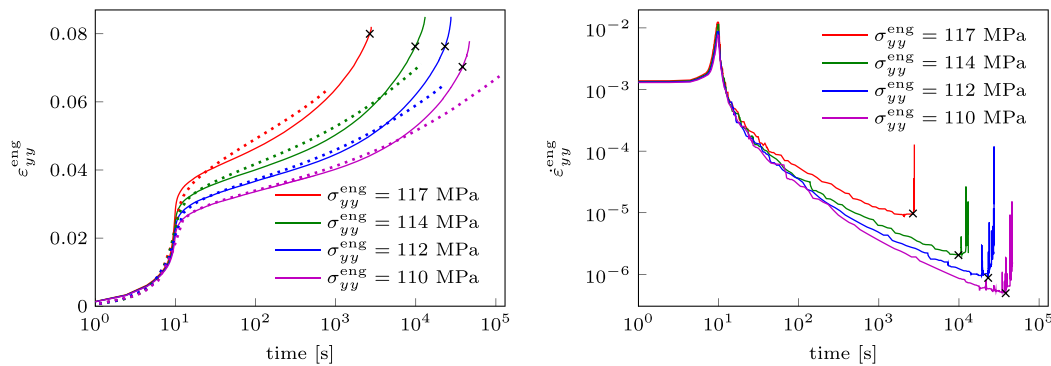 0.08
0.06
0.04
0.02
0
ε_yy^eng
10^0 10^1 10^2 10^3 10^4 10^5
time [s]
σ_yy^eng = 117 MPa
σ_yy^eng = 114 MPa
σ_yy^eng = 112 MPa
σ_yy^eng = 110 MPa
10^−2
10^−3
10^−4
10^−5
10^−6
ε̇_yy^eng
10^0 10^1 10^2 10^3 10^4 10^5
time [s]
σ_yy^eng = 117 MPa
σ_yy^eng = 114 MPa
σ_yy^eng = 112 MPa
σ_yy^eng = 110 MPa